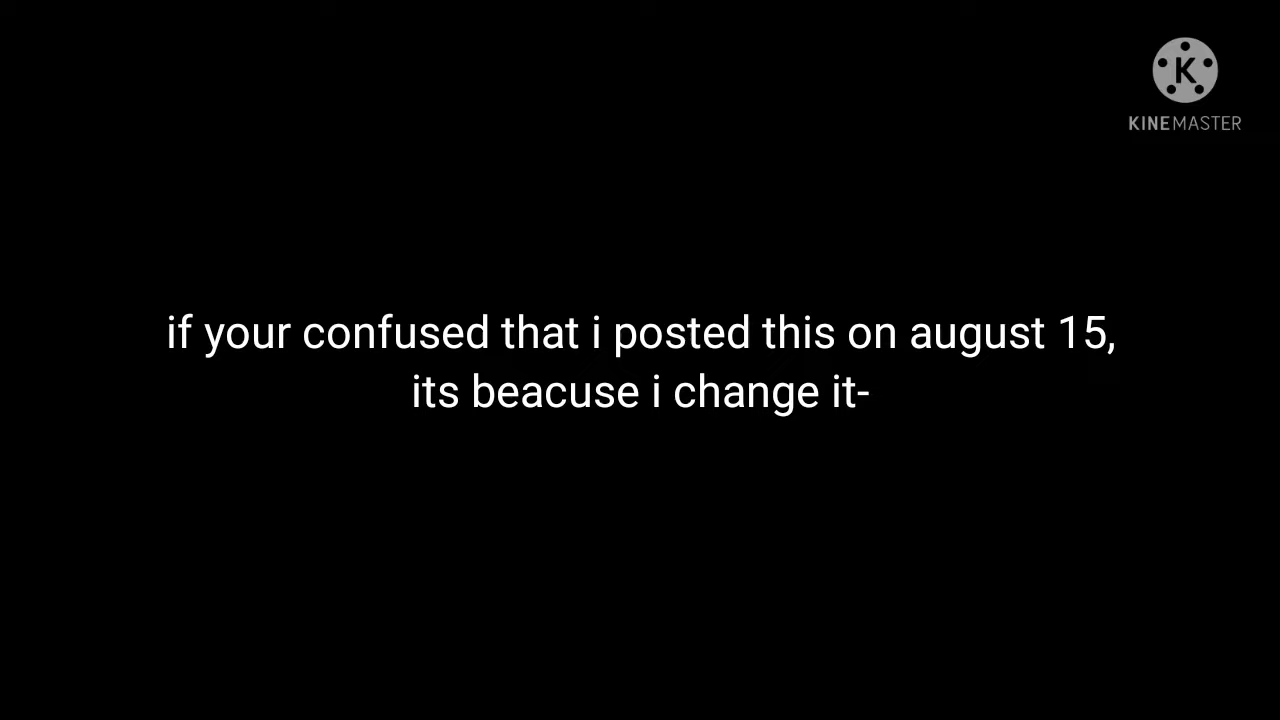 K
KINEMASTER
if your confused that i posted this on august 15,
its beacuse i change it-